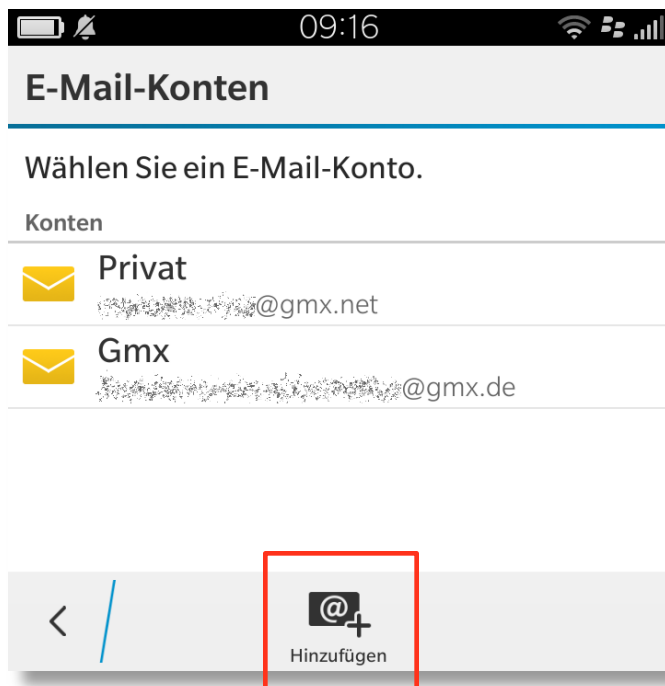 09:16
E-Mail-Konten
Wählen Sie ein E-Mail-Konto.
Konten
Privat
@gmx.net
Gmx
@gmx.de
Hinzufügen